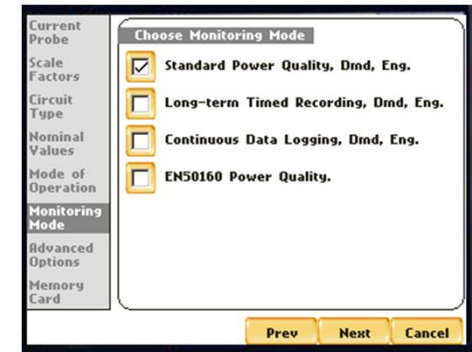 Current
Probe
Scale
Factors
Circuit
Type
Nominal
Values
Mode of
Operation
Monitoring
Mode
Advanced
Options
Memory
Card
Choose Monitoring Mode
Standard Power Quality, Dmd, Eng.
Long-term Timed Recording, Dmd, Eng.
Continuous Data Logging, Dmd, Eng.
EN50160 Power Quality.
Prev
Next
Cancel